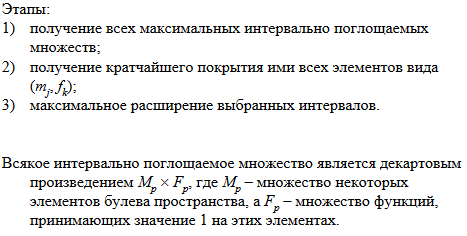 Этапы:
1) получение всех максимальных интервально поглощаемых
множеств;
2) получение кратчайшего покрытия ими всех элементов вида
(mj, fk);
3) максимальное расширение выбранных интервалов.
Всякое интервально поглощаемое множество является декартовым
произведением Mp × Fp, где Mp – множество некоторых
элементов булева пространства, а Fp – множество функций,
принимающих значение 1 на этих элементах.